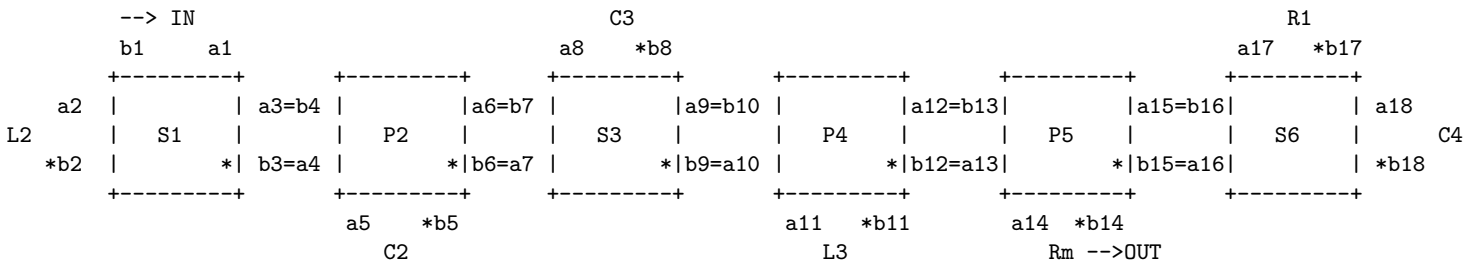 --> IN C3 R1
b1 a1 a8 *b8 a17 *b17
+---------+ +---------+ +---------+ +---------+ +---------+ +---------+
a2 | | a3=b4 | |a6=b7 | |a9=b10 | |a12=b13| |a15=b16| | a18
L2 | S1 | | P2 | | S3 | | P4 | | P5 | | S6 | C4
*b2 | *| b3=a4 | *|b6=a7 | *|b9=a10 | *|b12=a13| *|b15=a16| | *b18
+---------+ +---------+ +---------+ +---------+ +---------+ +---------+
a5 *b5 a11 *b11 a14 *b14
C2 L3 Rm -->OUT